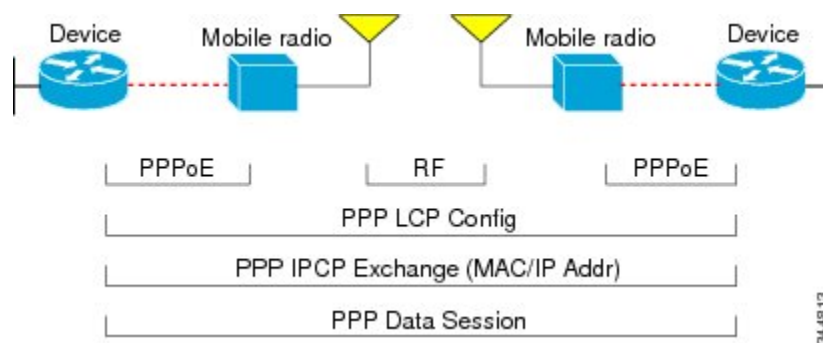 Device
Mobile radio
Mobile radio
Device
PPPoE
RF
PPPoE
PPP LCP Config
PPP IPCP Exchange (MAC/IP Addr)
PPP Data Session